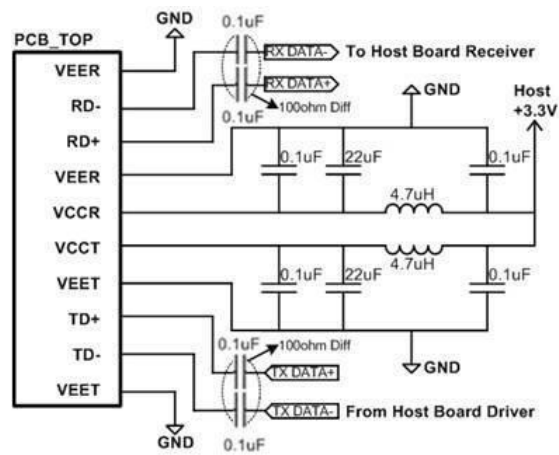 GND
0.1uF
PCB_TOP
RX DATA- To Host Board Receiver
VEER
RX DATA+
RD-
0.1uF 100ohm Diff
GND
Host
+3.3V
RD+
VEER
0.1uF 22uF 0.1uF
4.7uH
VCCR
VCCT
4.7uH
VEET
0.1uF 22uF 0.1uF
TD+
0.1uF 100ohm Diff
GND
TD-
TX DATA+
VEET
TX DATA- From Host Board Driver
GND
0.1uF